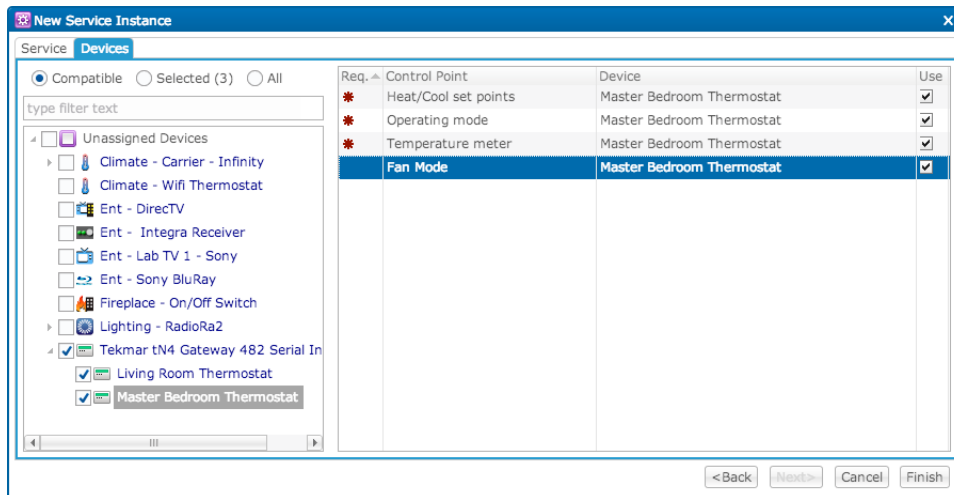 New Service Instance
Service Devices
Compatible Selected (3) All
type filter text
Unassigned Devices
Climate - Carrier - Infinity
Climate - Wifi Thermostat
Ent - DirecTV
Ent - Integra Receiver
Ent - Lab TV 1 - Sony
Ent - Sony BluRay
Fireplace - On/Off Switch
Lighting - RadioRa2
Tekmar tN4 Gateway 482 Serial In
Living Room Thermostat
Master Bedroom Thermostat
Req. Control Point Device Use
Heat/Cool set points Master Bedroom Thermostat
Operating mode Master Bedroom Thermostat
Temperature meter Master Bedroom Thermostat
Fan Mode Master Bedroom Thermostat
<Back Next> Cancel Finish